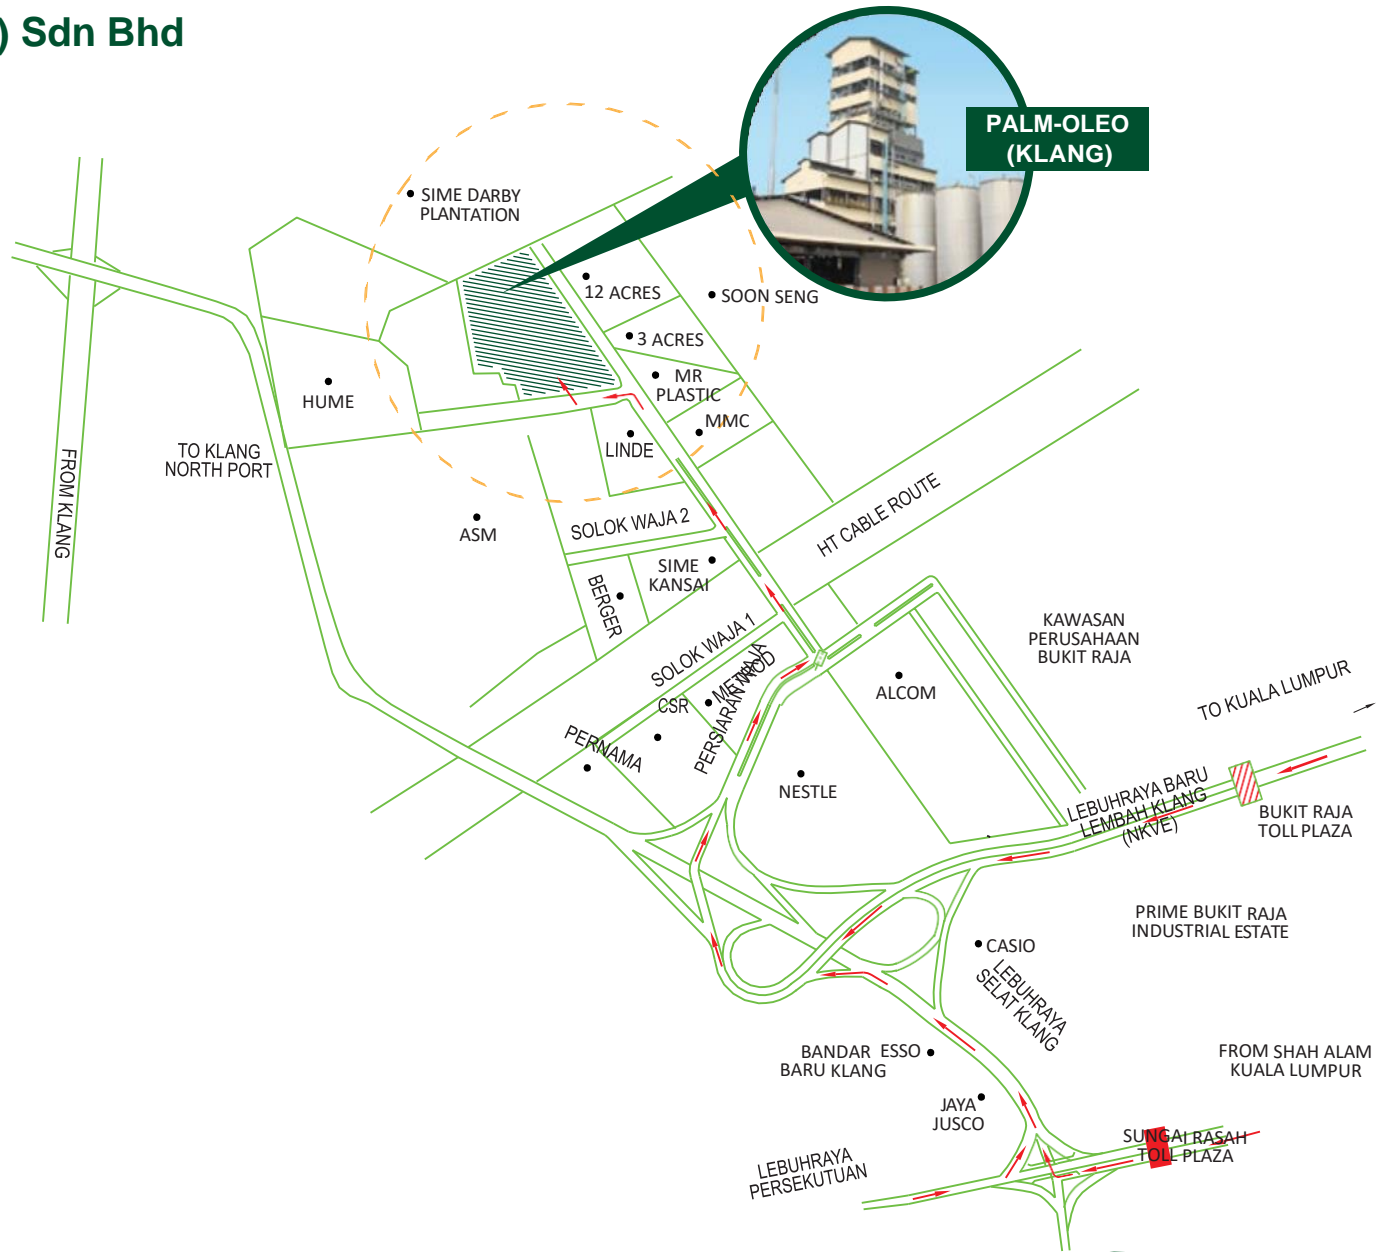 ) Sdn Bhd
PALM-OLEO
(KLANG)
SIME DARBY
PLANTATION
12 ACRES
SOON SENG
3 ACRES
MR
PLASTIC
HUME
MMC
LINDE
TO KLANG
NORTH PORT
FROM KLANG
HT CABLE ROUTE
ASM
SOLOK WAJA 2
SIME
KANSAI
BERGER
KAWASAN
PERUSAHAAN
BUKIT RAJA
SOLOK WAJA 1
METROD
PERSIARAN WAJA
CSR
ALCOM
TO KUALA LUMPUR
PERNAMA
NESTLE
LEBUHRAYA BARU
LEMBAH KLANG
(NKVE)
BUKIT RAJA
TOLL PLAZA
PRIME BUKIT RAJA
INDUSTRIAL ESTATE
CASIO
LEBUHRAYA
SELAT KLANG
BANDAR
BARU KLANG
ESSO
FROM SHAH ALAM
KUALA LUMPUR
JAYA
JUSCO
SUNGAI RASAH
TOLL PLAZA
LEBUHRAYA
PERSEKUTUAN